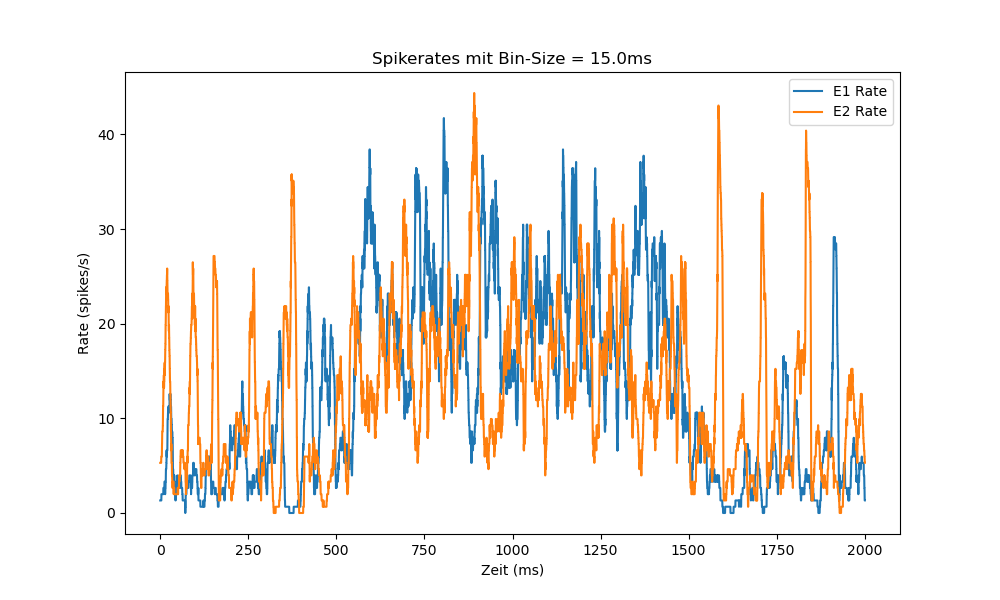 Spikerates mit Bin-Size = 15.0ms
E1 Rate
E2 Rate
Rate (spikes/s)
40
30
20
10
0
0 250 500 750 1000 1250 1500 1750 2000
Zeit (ms)